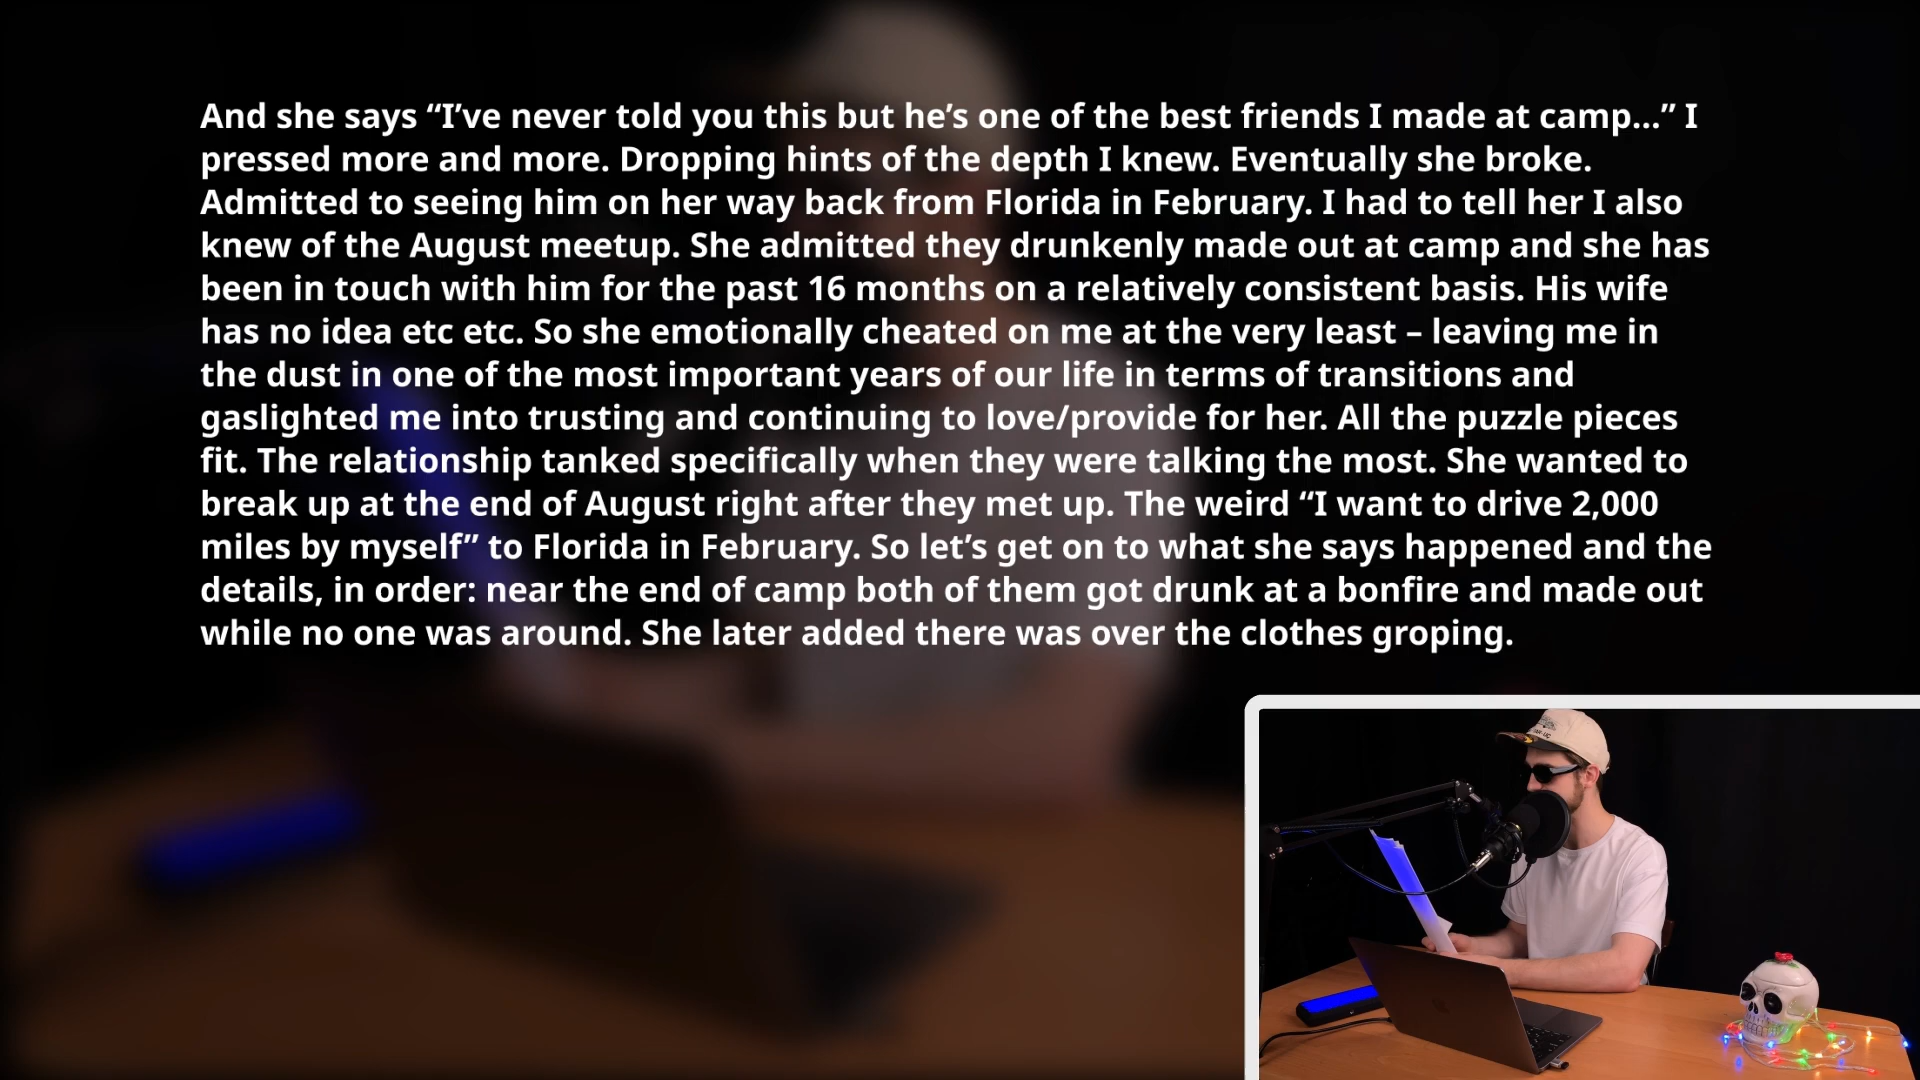 And she says “I’ve never told you this but he’s one of the best friends I made at camp...” I
pressed more and more. Dropping hints of the depth I knew. Eventually she broke.
Admitted to seeing him on her way back from Florida in February. I had to tell her I also
knew of the August meetup. She admitted they drunkenly made out at camp and she has
been in touch with him for the past 16 months on a relatively consistent basis. His wife
has no idea etc etc. So she emotionally cheated on me at the very least – leaving me in
the dust in one of the most important years of our life in terms of transitions and
gaslighted me into trusting and continuing to love/provide for her. All the puzzle pieces
fit. The relationship tanked specifically when they were talking the most. She wanted to
break up at the end of August right after they met up. The weird “I want to drive 2,000
miles by myself” to Florida in February. So let’s get on to what she says happened and the
details, in order: near the end of camp both of them got drunk at a bonfire and made out
while no one was around. She later added there was over the clothes groping.